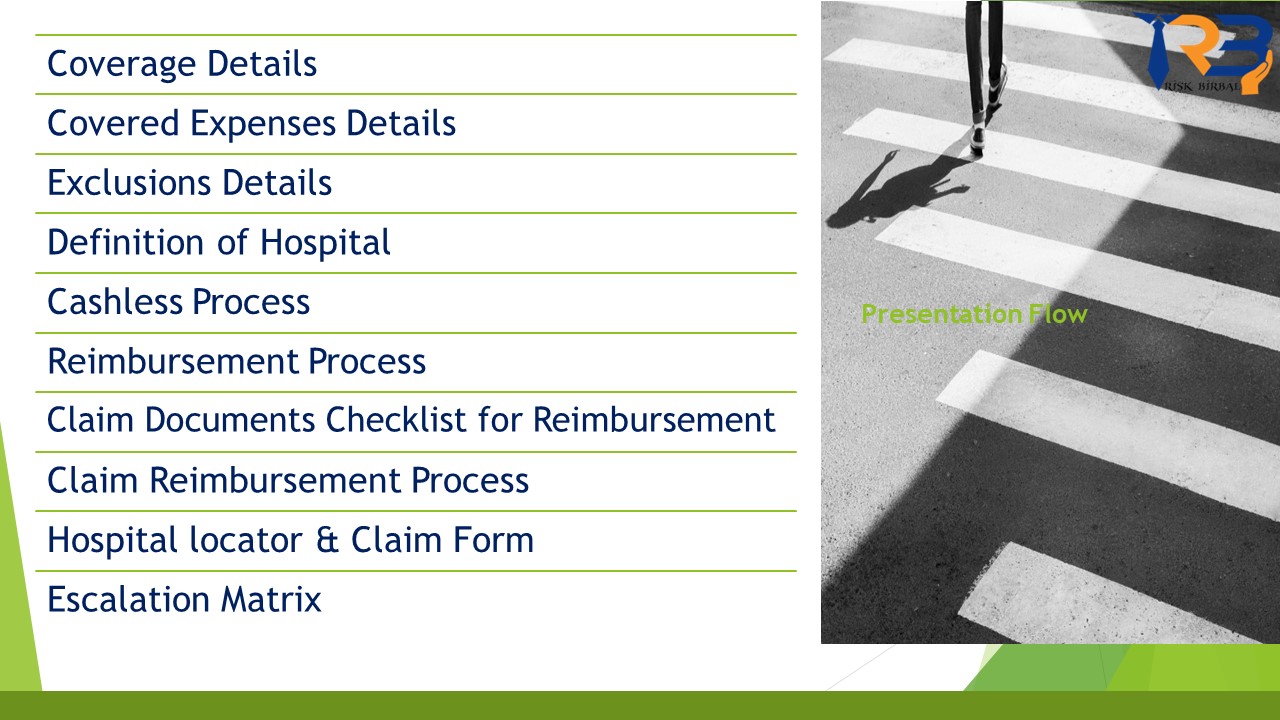 Coverage Details
Covered Expenses Details
Exclusions Details
Definition of Hospital
Cashless Process
Reimbursement Process
Claim Documents Checklist for Reimbursement
Claim Reimbursement Process
Hospital locator & Claim Form
Escalation Matrix
RB
RISK BIRBAL
Presentation Flow